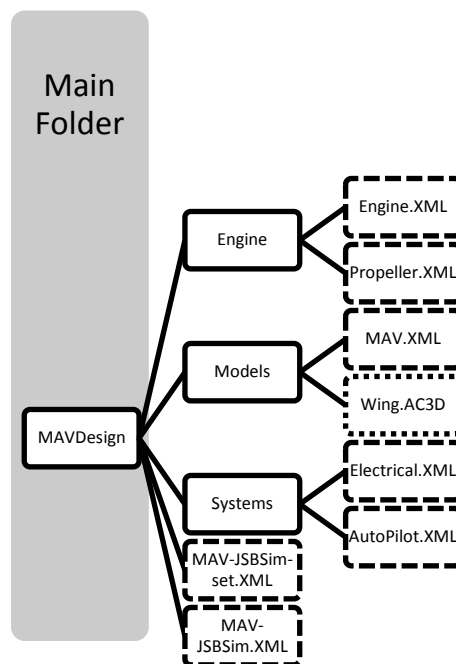 Main
Folder
Engine.XML
Engine
Propeller.XML
MAV.XML
Models
Wing.AC3D
MAVDesign
Electrical.XML
Systems
AutoPilot.XML
MAV-JSBSim-
set.XML
MAV-
JSBSim.XML